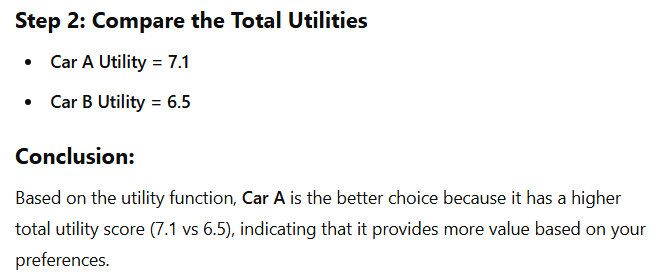 Step 2: Compare the Total Utilities
• Car A Utility = 7.1
• Car B Utility = 6.5
Conclusion:
Based on the utility function, Car A is the better choice because it has a higher
total utility score (7.1 vs 6.5), indicating that it provides more value based on your
preferences.